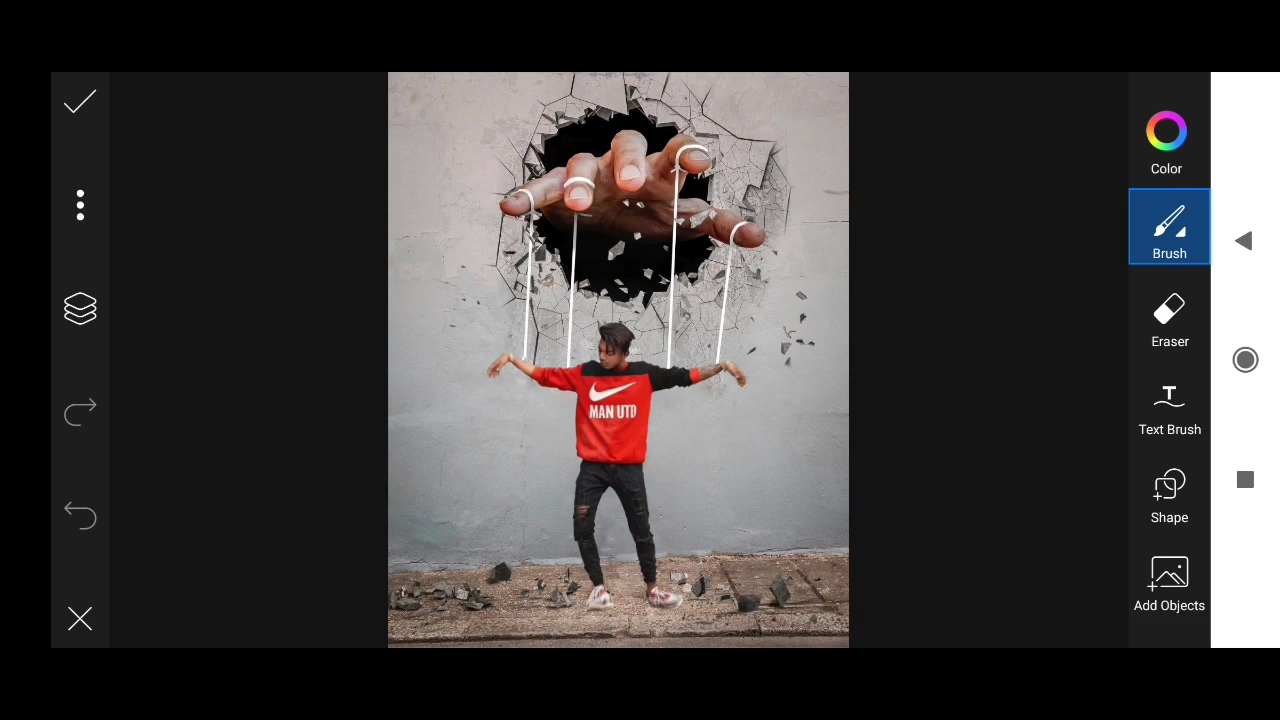 Color
Brush
Eraser
Text Brush
Shape
Add Objects
MAN UTD